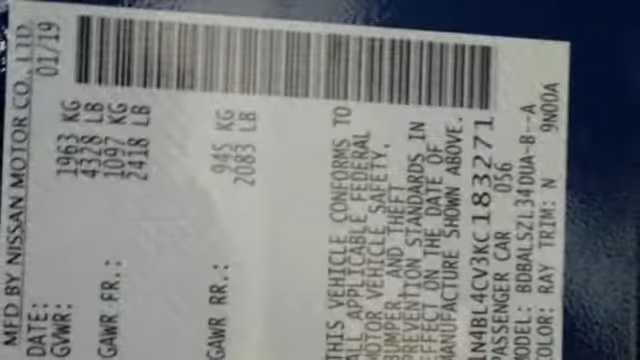 MFD BY NISSAN MOTOR CO., LTD.
DATE: 01/19
GVWR: 1963 KG
4328 LB
GAWR FR.: 1097 KG
2418 LB
GAWR RR.: 945 KG
2083 LB
THIS VEHICLE CONFORMS TO
ALL APPLICABLE FEDERAL
MOTOR VEHICLE SAFETY,
BUMPER AND THEFT
PREVENTION STANDARDS IN
EFFECT ON THE DATE OF
MANUFACTURE SHOWN ABOVE.
1N4BL4CV3KC183271
PASSENGER CAR 056
MODEL: BDBALSZL34DUA-B--A
COLOR: RAY TRIM: N 9N00A